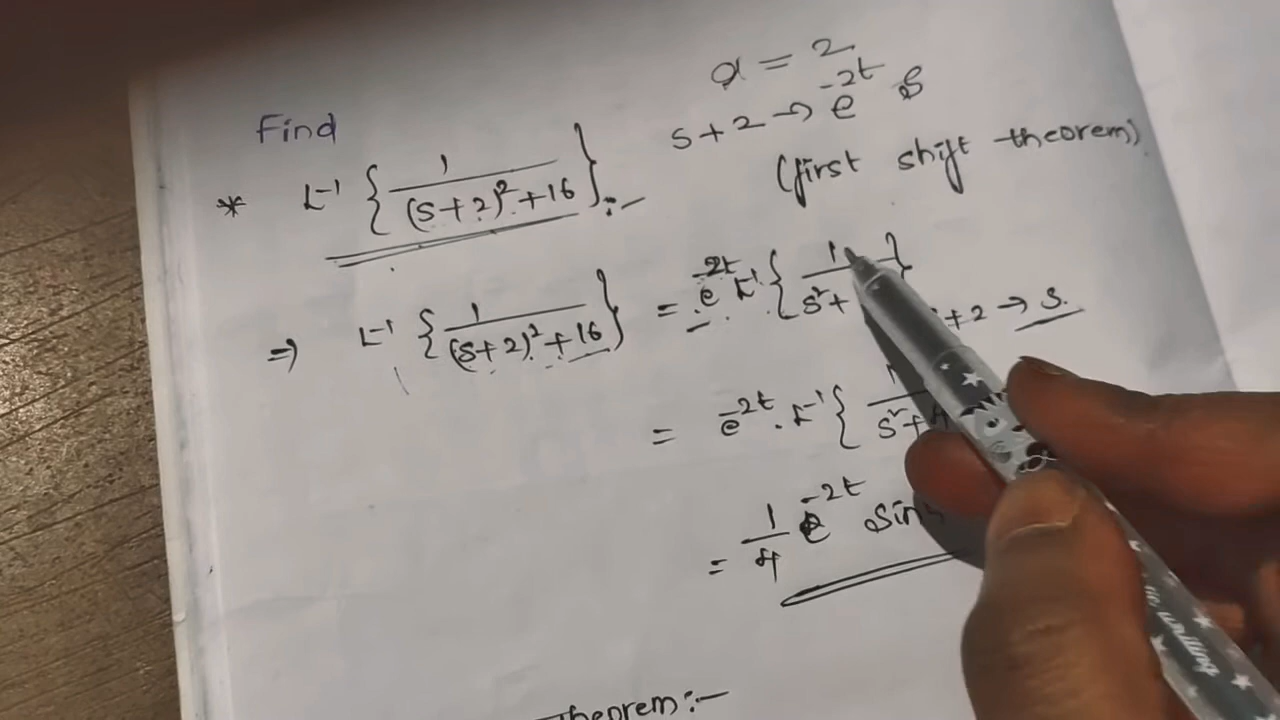 a = 2
Find
s+2 → e^-2t s
* L^-1 { 1 / (s+2)^2 + 16 } :-
(first shift theorem)
⇒ L^-1 { 1 / (s+2)^2 + 16 } = e^-2t L^-1 { 1 / s^2 + } +2 → s.
= e^-2t . L^-1 { 1 / s^2 + 4
= 1/4 e^-2t Sin
Theorem:-